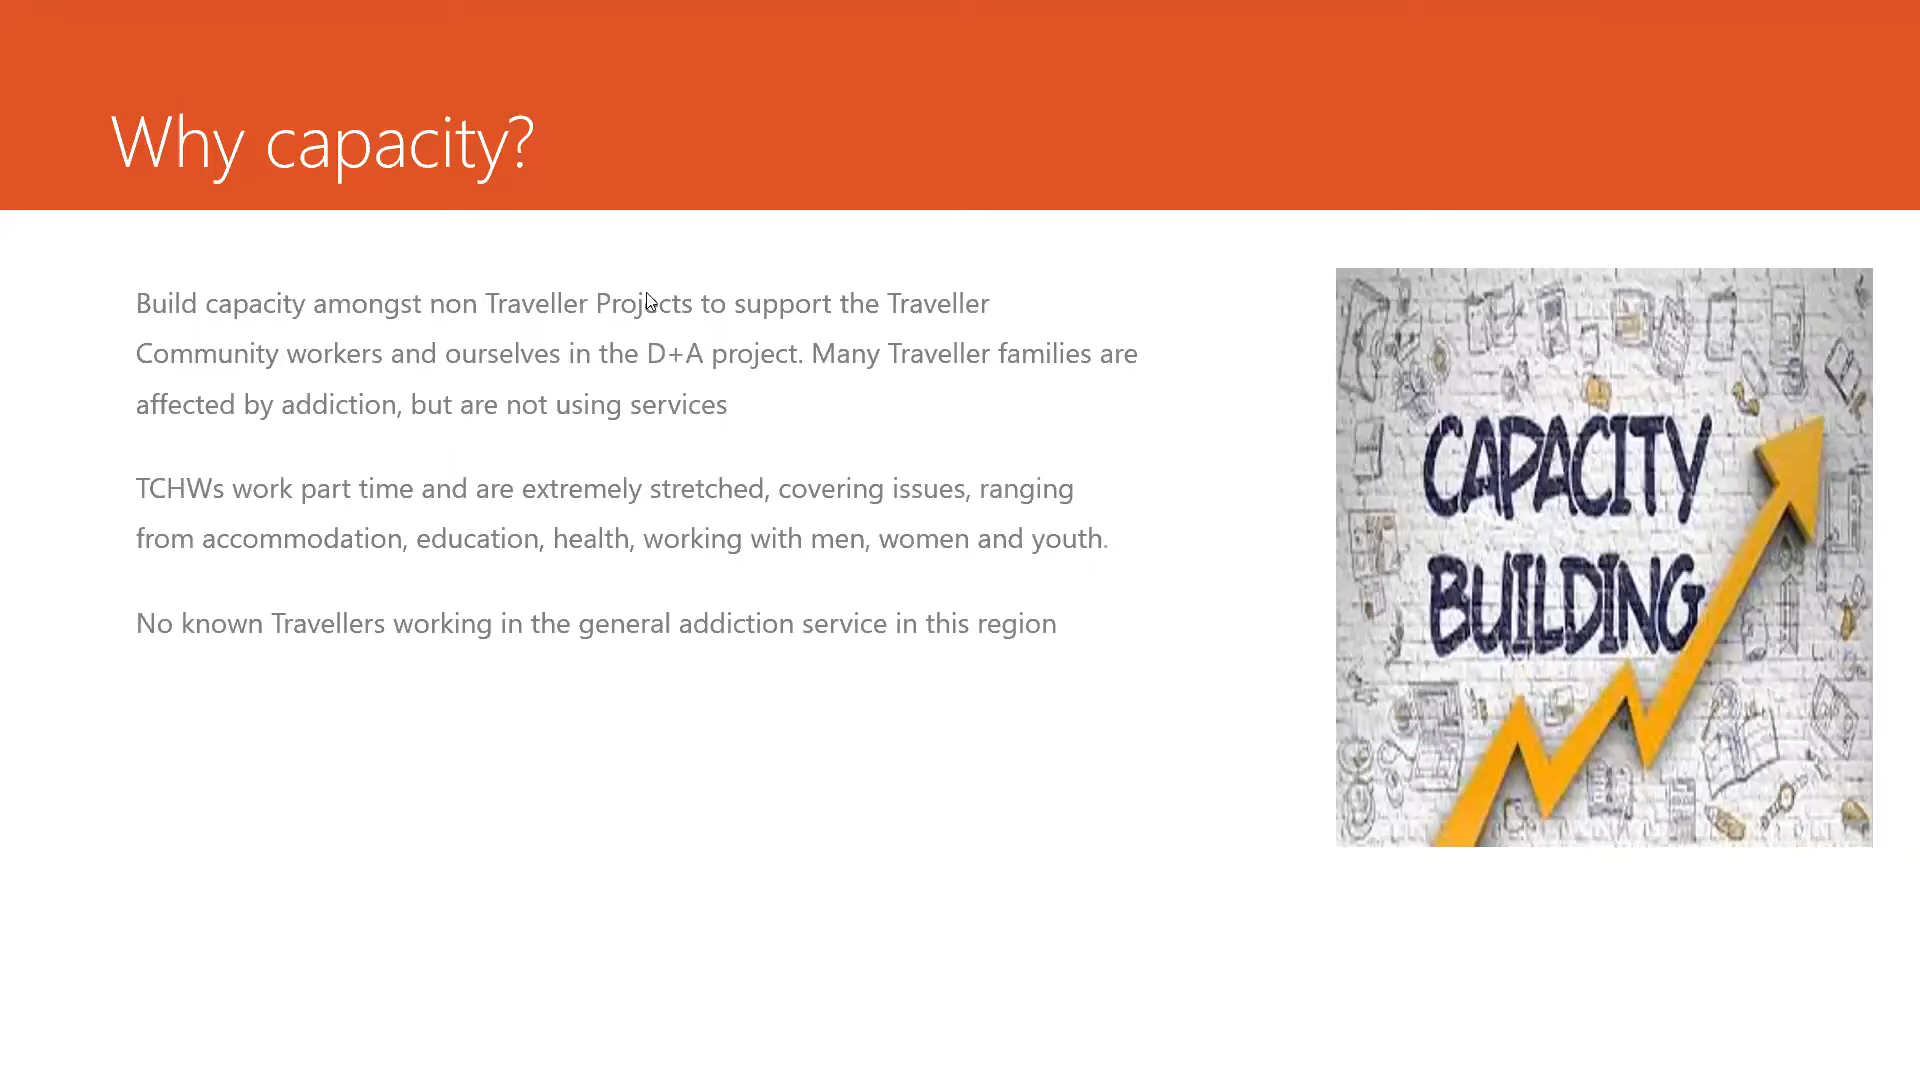 Why capacity?
Build capacity amongst non Traveller Projects to support the Traveller
Community workers and ourselves in the D+A project. Many Traveller families are
affected by addiction, but are not using services
TCHWs work part time and are extremely stretched, covering issues, ranging
from accommodation, education, health, working with men, women and youth.
No known Travellers working in the general addiction service in this region
CAPACITY
BUILDING